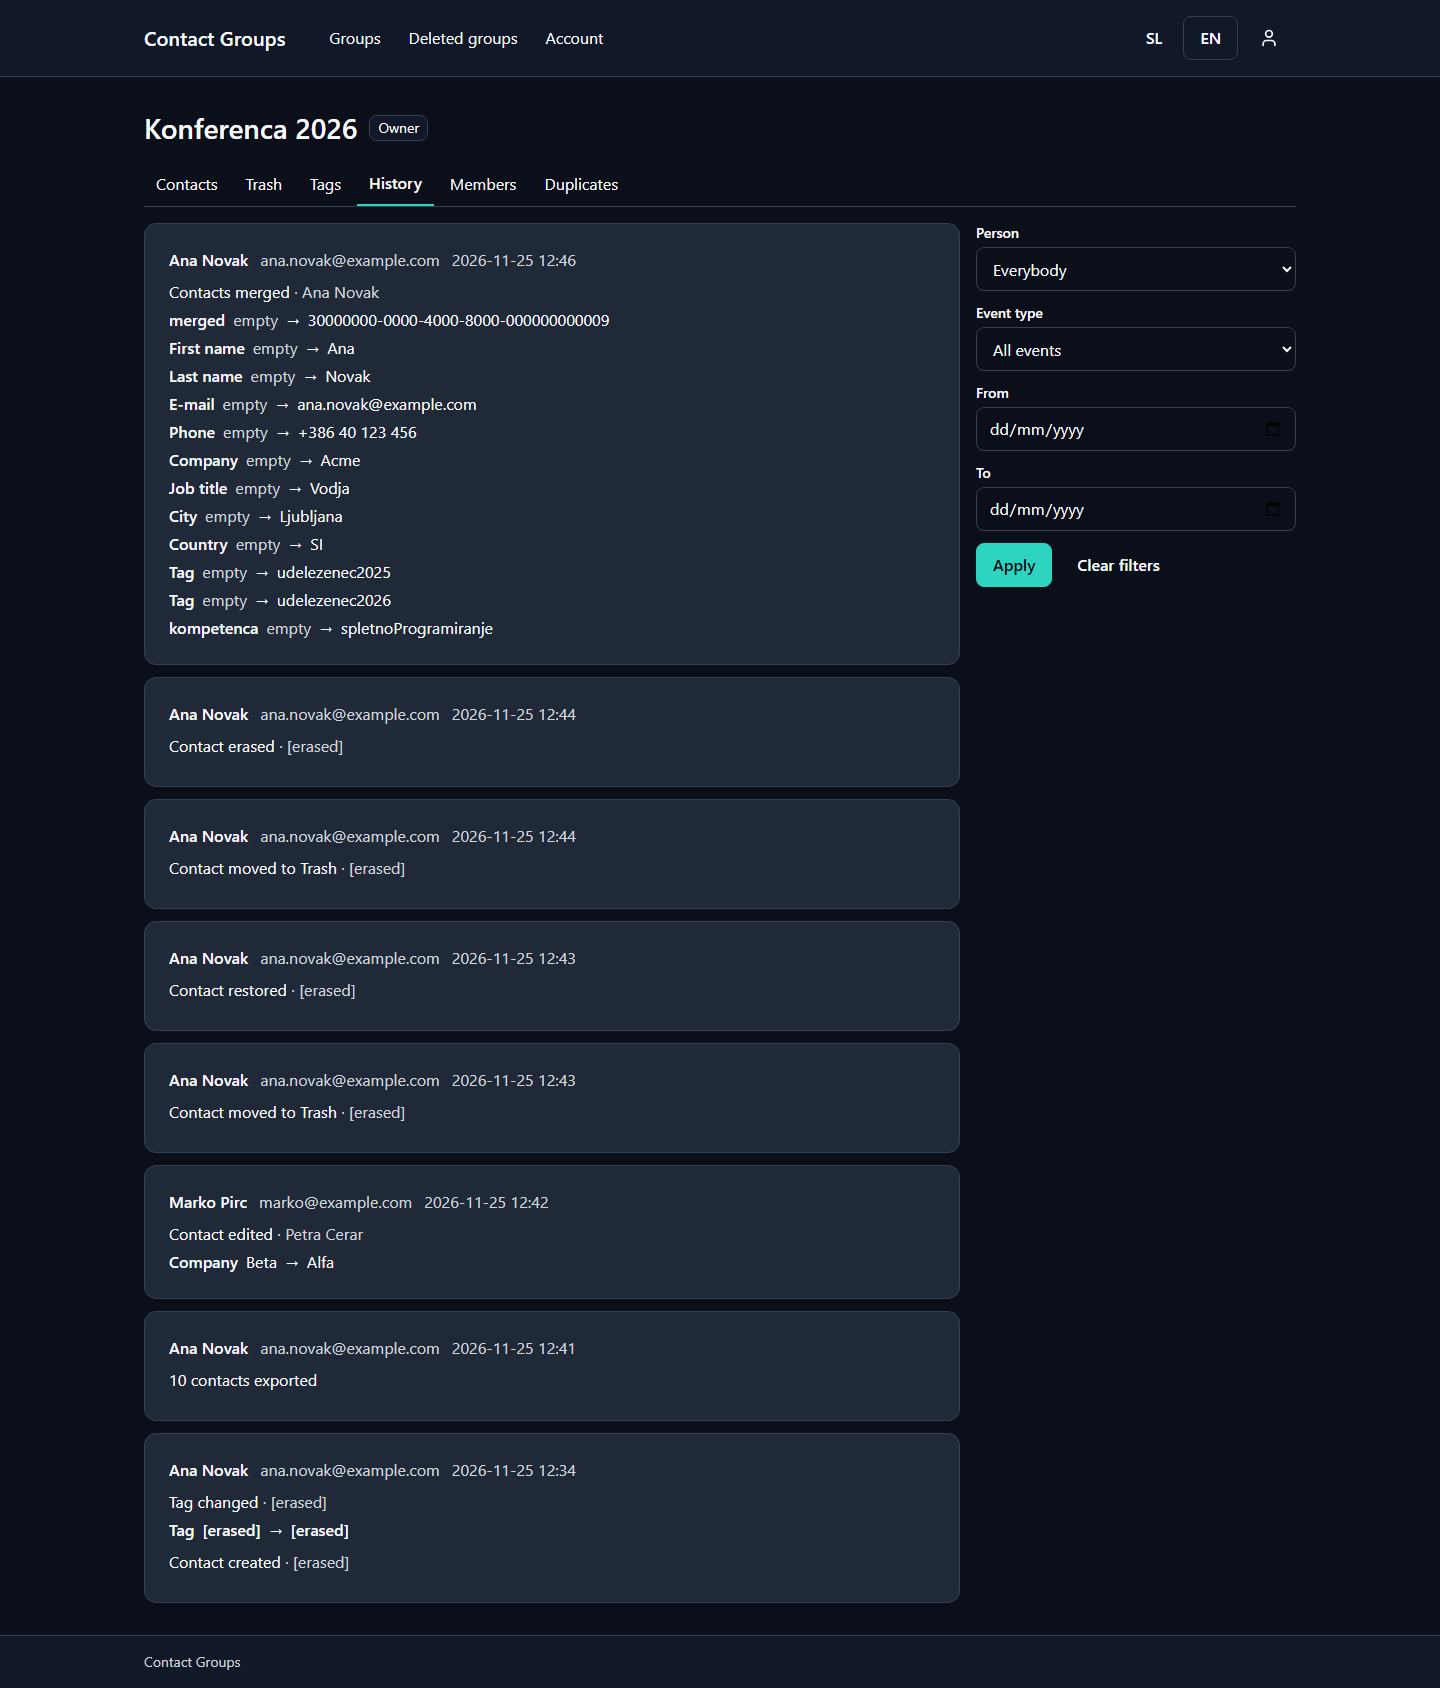 Contact Groups Groups Deleted groups Account SL EN
Konferenca 2026 Owner
Contacts Trash Tags History Members Duplicates
Ana Novak ana.novak@example.com 2026-11-25 12:46
Contacts merged · Ana Novak
merged empty → 30000000-0000-4000-8000-000000000009
First name empty → Ana
Last name empty → Novak
E-mail empty → ana.novak@example.com
Phone empty → +386 40 123 456
Company empty → Acme
Job title empty → Vodja
City empty → Ljubljana
Country empty → SI
Tag empty → udelezenec2025
Tag empty → udelezenec2026
kompetenca empty → spletnoProgramiranje
Ana Novak ana.novak@example.com 2026-11-25 12:44
Contact erased · [erased]
Ana Novak ana.novak@example.com 2026-11-25 12:44
Contact moved to Trash · [erased]
Ana Novak ana.novak@example.com 2026-11-25 12:43
Contact restored · [erased]
Ana Novak ana.novak@example.com 2026-11-25 12:43
Contact moved to Trash · [erased]
Marko Pirc marko@example.com 2026-11-25 12:42
Contact edited · Petra Cerar
Company Beta → Alfa
Ana Novak ana.novak@example.com 2026-11-25 12:41
10 contacts exported
Ana Novak ana.novak@example.com 2026-11-25 12:34
Tag changed · [erased]
Tag [erased] → [erased]
Contact created · [erased]
Person
Everybody
Event type
All events
From
dd/mm/yyyy
To
dd/mm/yyyy
Apply Clear filters
Contact Groups